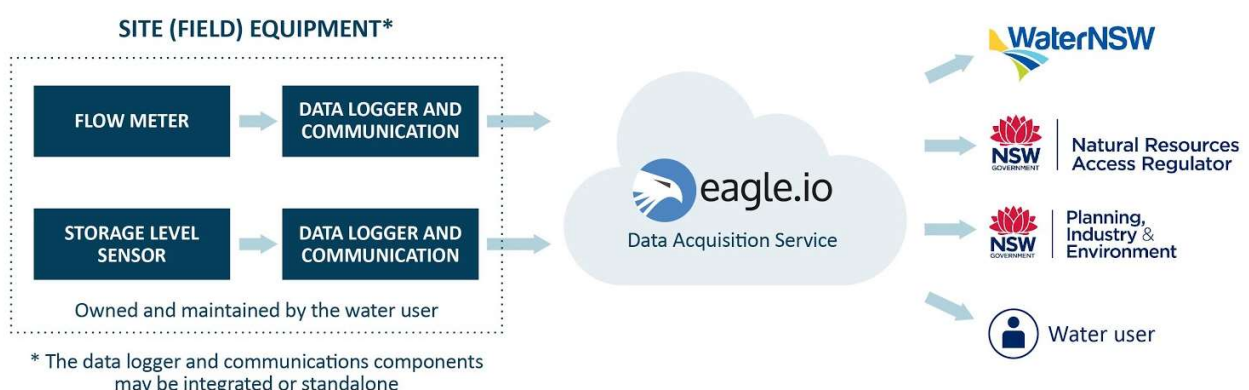 SITE (FIELD) EQUIPMENT*
FLOW METER
DATA LOGGER AND
COMMUNICATION
STORAGE LEVEL
SENSOR
DATA LOGGER AND
COMMUNICATION
Owned and maintained by the water user
* The data logger and communications components
may be integrated or standalone
eagle.io
Data Acquisition Service
WaterNSW
NSW
GOVERNMENT
Natural Resources
Access Regulator
NSW
GOVERNMENT
Planning,
Industry &
Environment
Water user